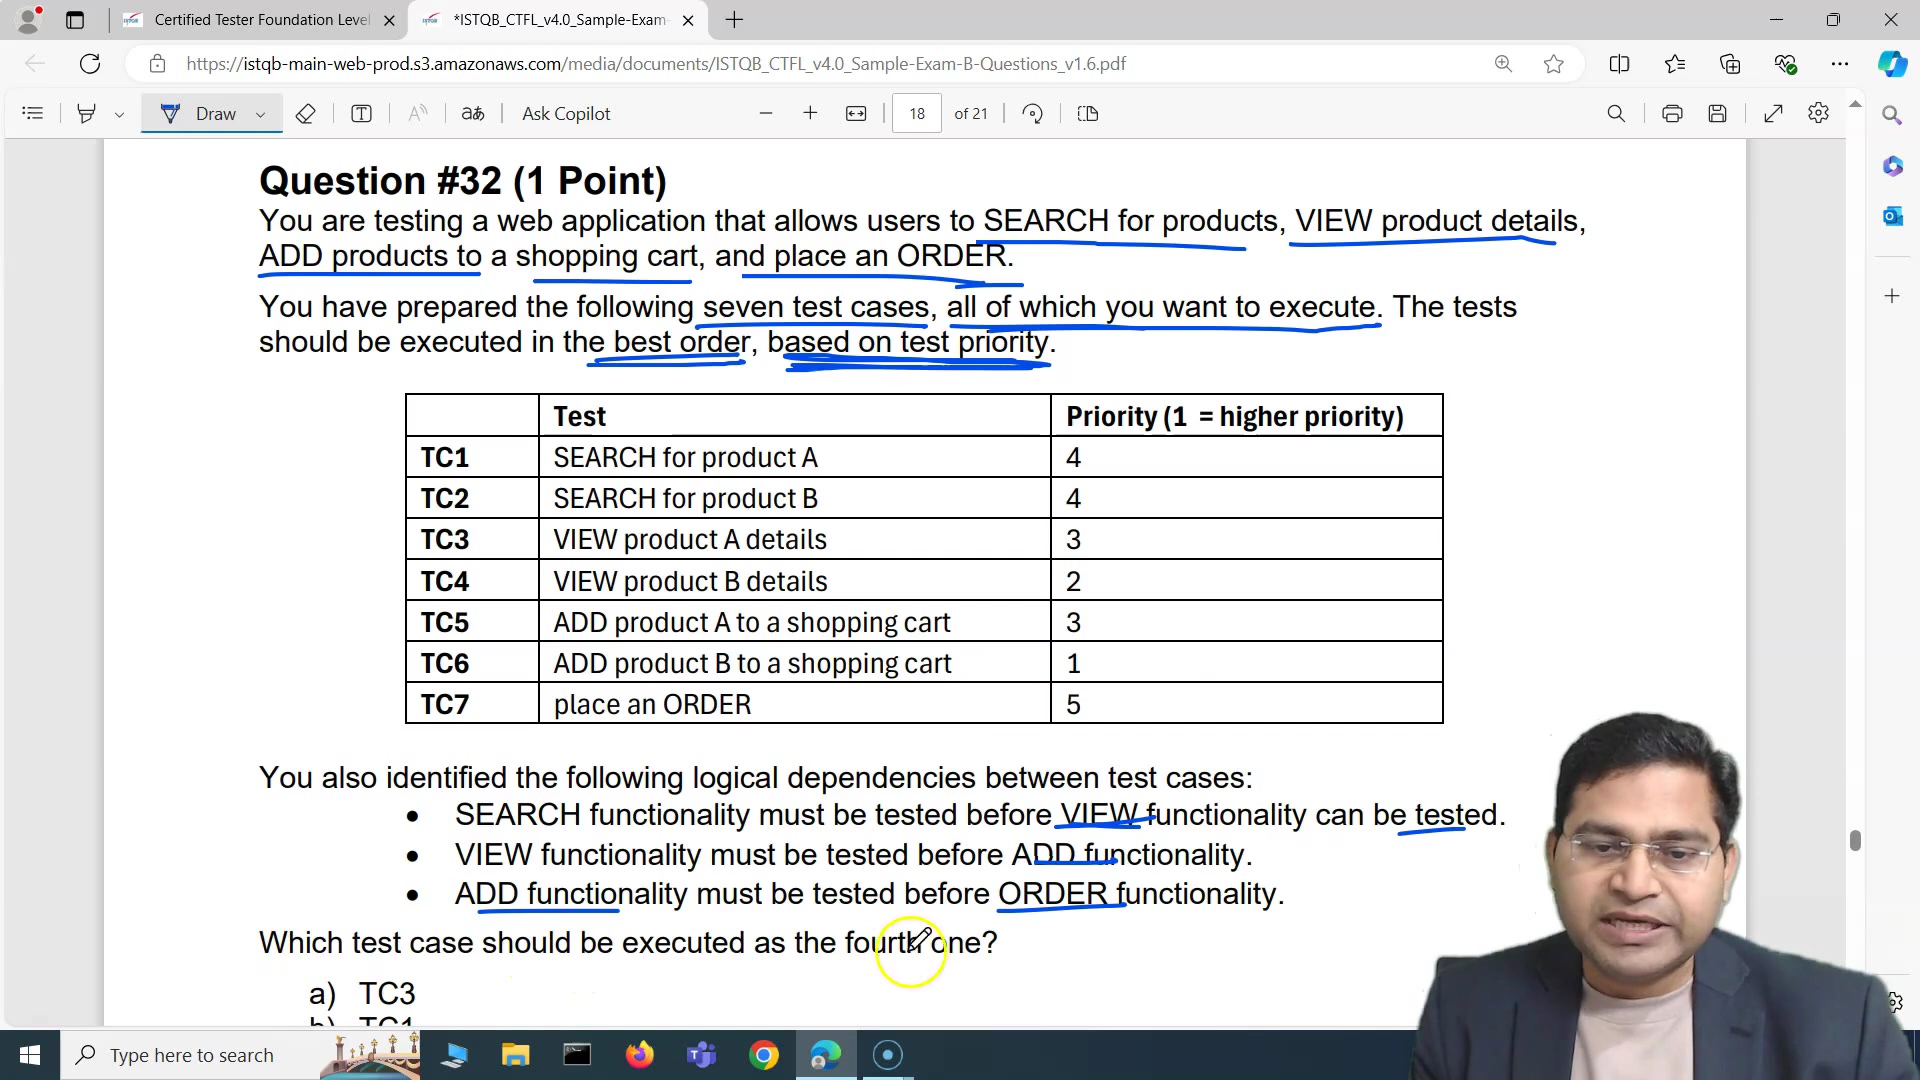 Certified Tester Foundation Level
*ISTQB_CTFL_v4.0_Sample-Exam-
https://istqb-main-web-prod.s3.amazonaws.com/media/documents/ISTQB_CTFL_v4.0_Sample-Exam-B-Questions_v1.6.pdf
Draw
aあ
Ask Copilot
18
of 21
Question #32 (1 Point)
You are testing a web application that allows users to SEARCH for products, VIEW product details,
ADD products to a shopping cart, and place an ORDER.
You have prepared the following seven test cases, all of which you want to execute. The tests
should be executed in the best order, based on test priority.
Test Priority (1 = higher priority)
TC1 SEARCH for product A 4
TC2 SEARCH for product B 4
TC3 VIEW product A details 3
TC4 VIEW product B details 2
TC5 ADD product A to a shopping cart 3
TC6 ADD product B to a shopping cart 1
TC7 place an ORDER 5
You also identified the following logical dependencies between test cases:
• SEARCH functionality must be tested before VIEW functionality can be tested.
• VIEW functionality must be tested before ADD functionality.
• ADD functionality must be tested before ORDER functionality.
Which test case should be executed as the fourth one?
a) TC3
b) TC1
Type here to search